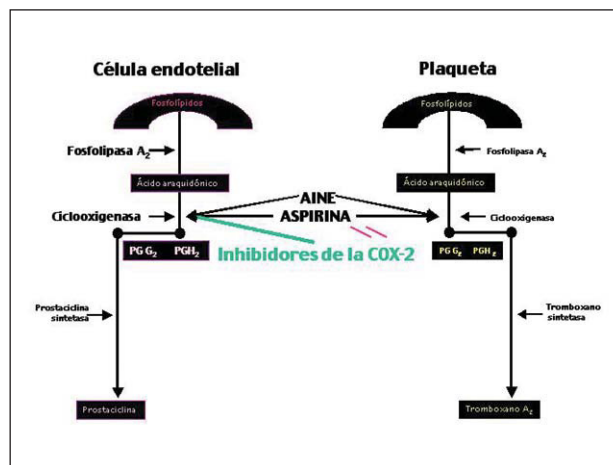 Célula endotelial
Plaqueta
Fosfolípidos
Fosfolípidos
Fosfolipasa A₂
Fosfolipasa A₂
Ácido araquidónico
Ácido araquidónico
AINE
Ciclooxigenasa
ASPIRINA
Ciclooxigenasa
PG G₂ PGH₂
Inhibidores de la COX-2
PG G₂ PGH₂
Prostaciclina
sintetasa
Tromboxano
sintetasa
Prostaciclina
Tromboxano A₂